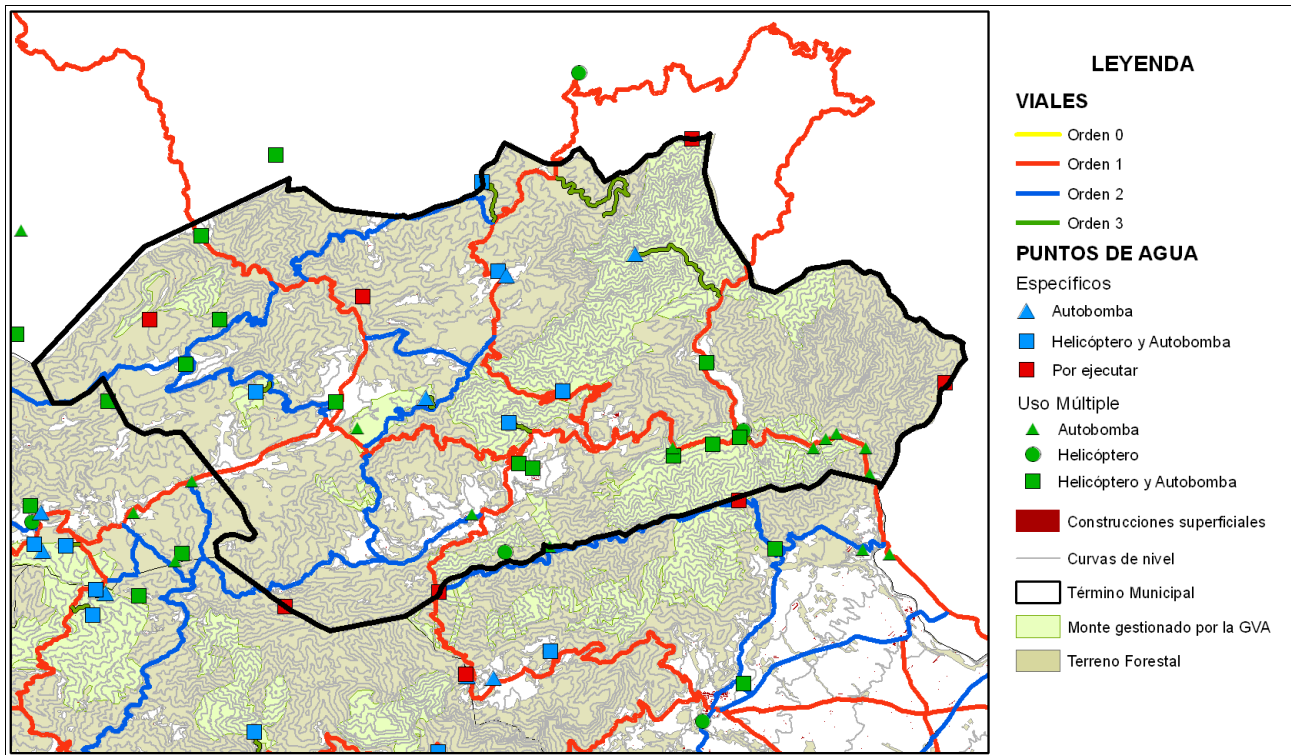 LEYENDA
VIALES
Orden 0
Orden 1
Orden 2
Orden 3
PUNTOS DE AGUA
Específicos
Autobomba
Helicóptero y Autobomba
Por ejecutar
Uso Múltiple
Autobomba
Helicóptero
Helicóptero y Autobomba
Construcciones superficiales
Curvas de nivel
Término Municipal
Monte gestionado por la GVA
Terreno Forestal